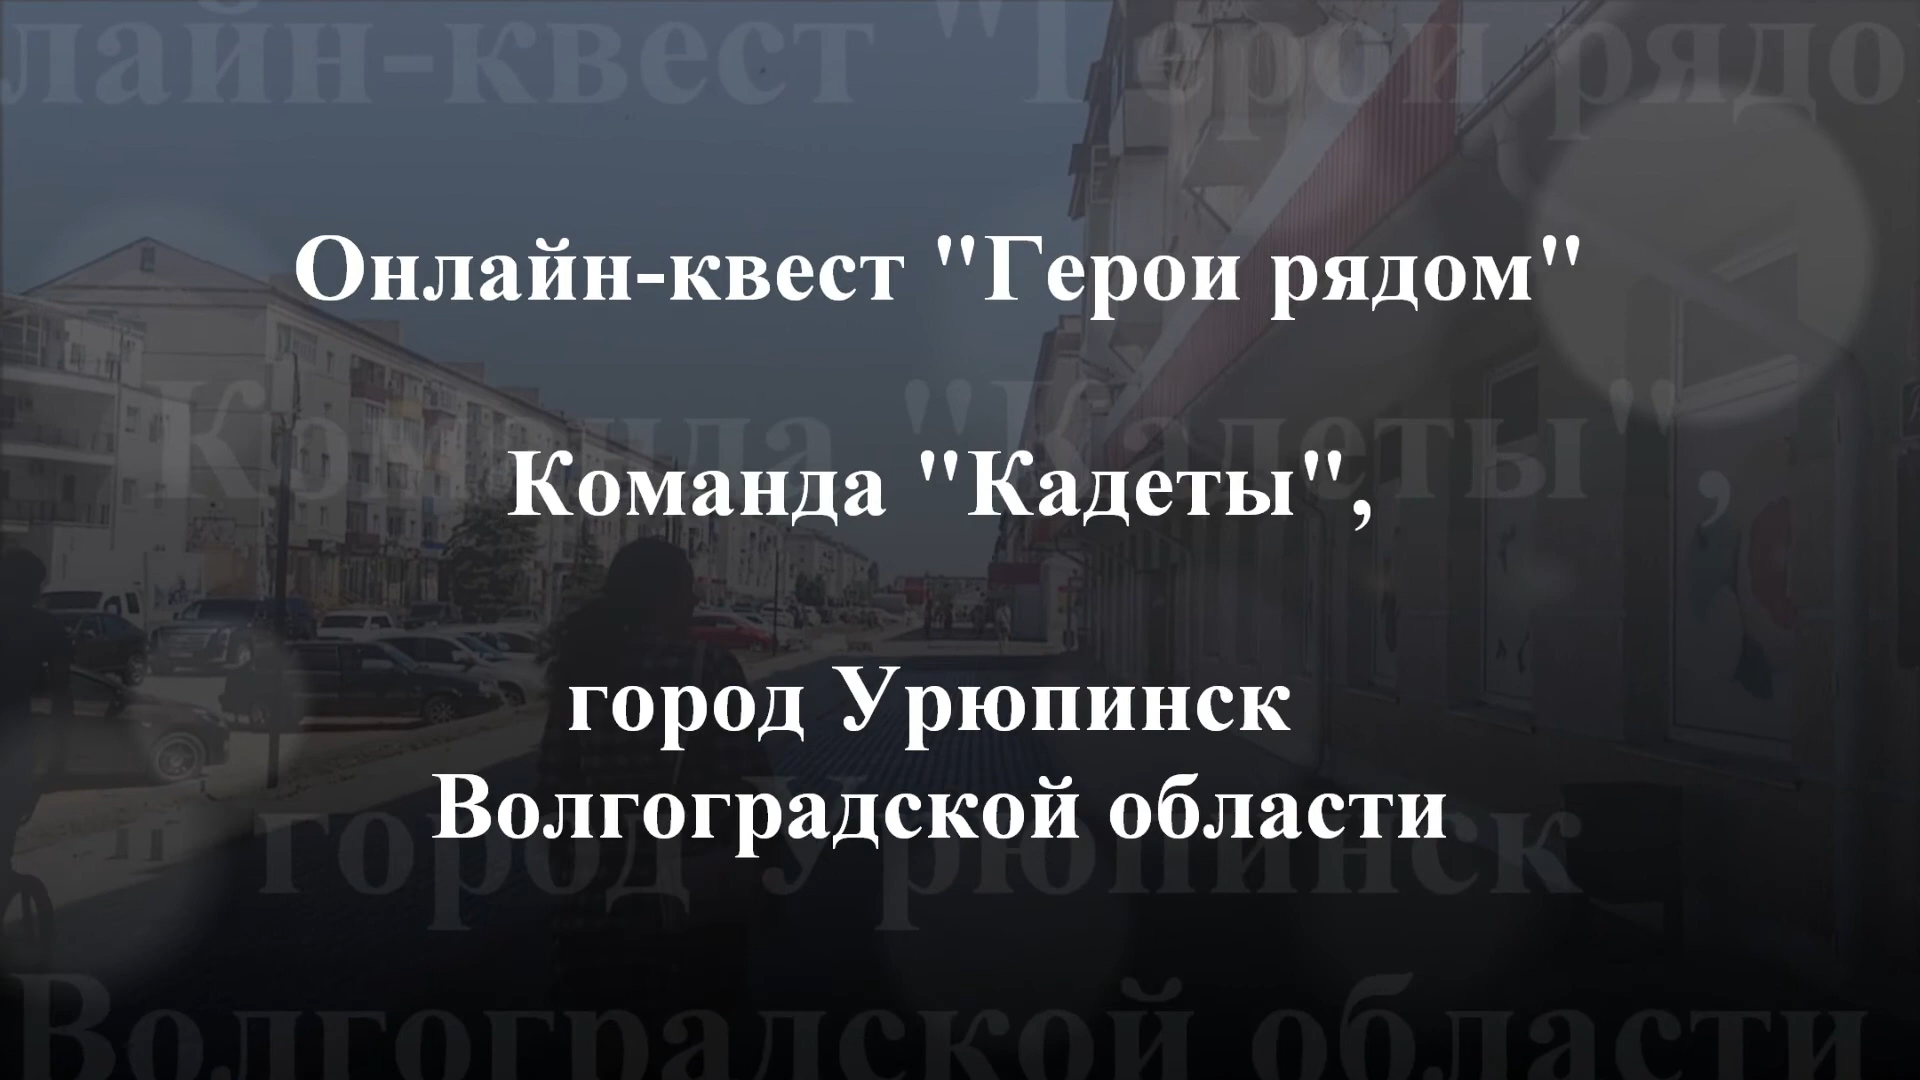 Онлайн-квест "Герои рядом"
Команда "Кадеты",
город Урюпинск
Волгоградской области